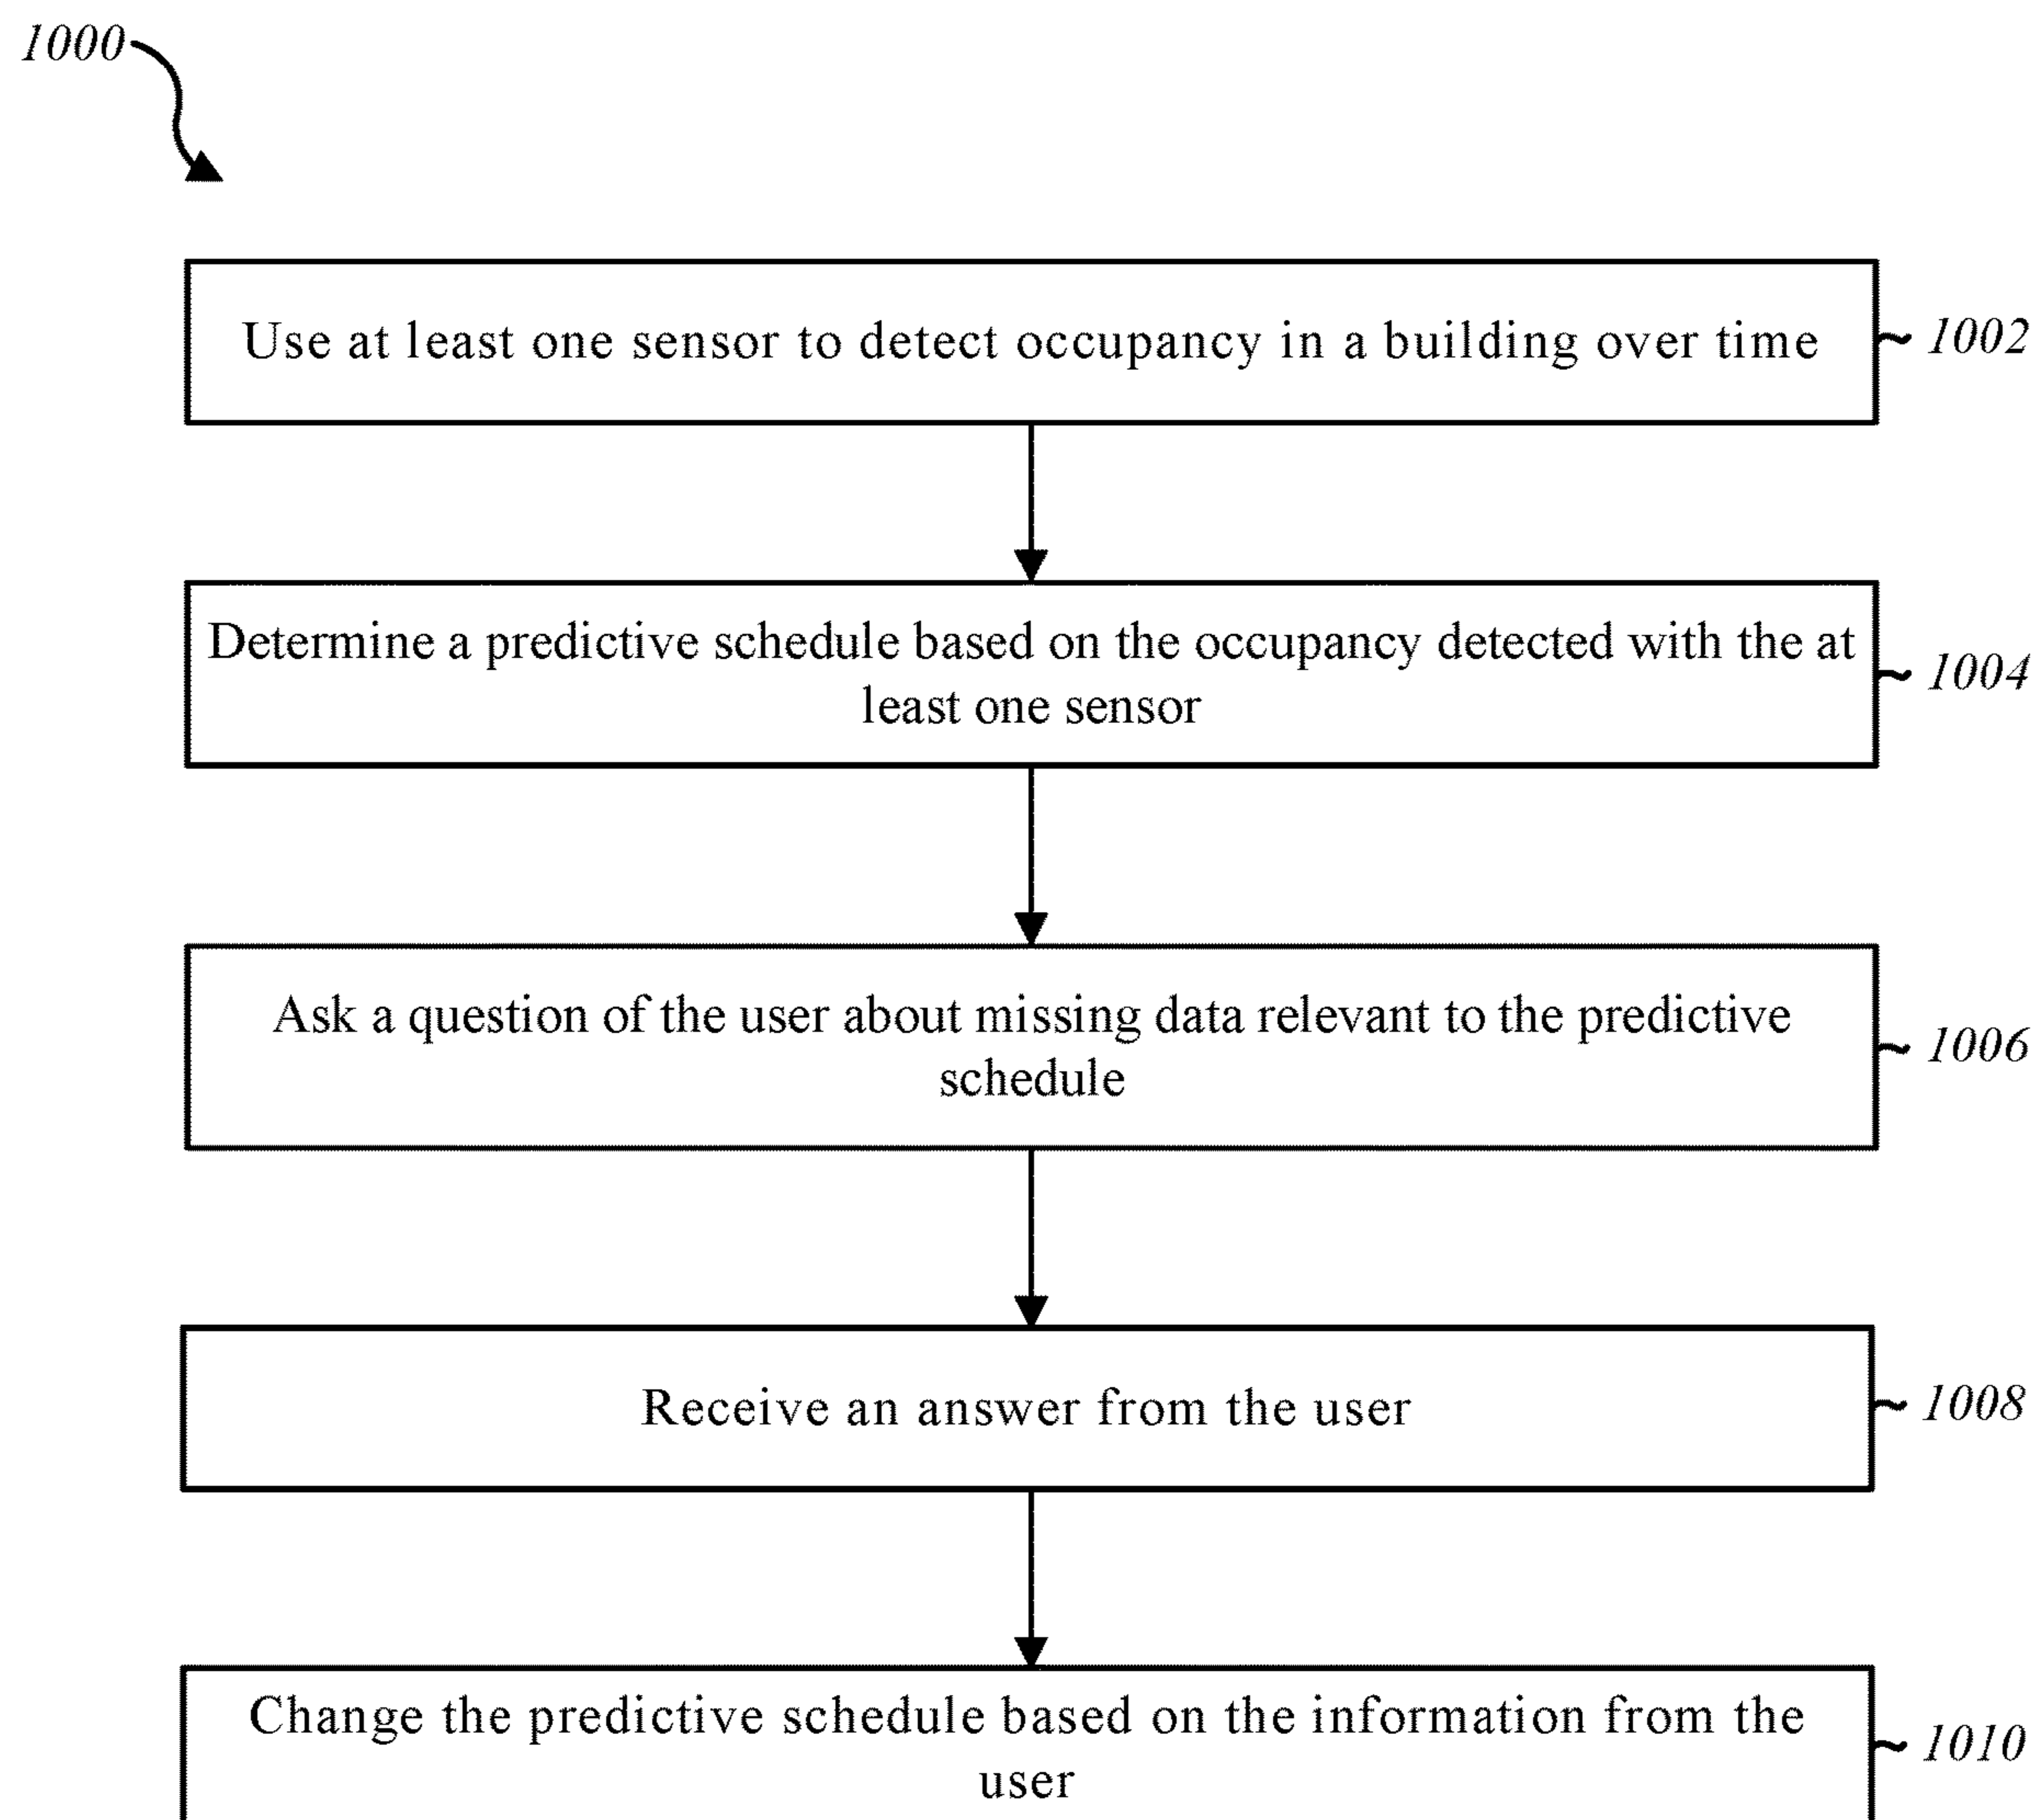 1000
Use at least one sensor to detect occupancy in a building over time
1002
Determine a predictive schedule based on the occupancy detected with the at
least one sensor
1004
Ask a question of the user about missing data relevant to the predictive
schedule
1006
Receive an answer from the user
1008
Change the predictive schedule based on the information from the
user
1010